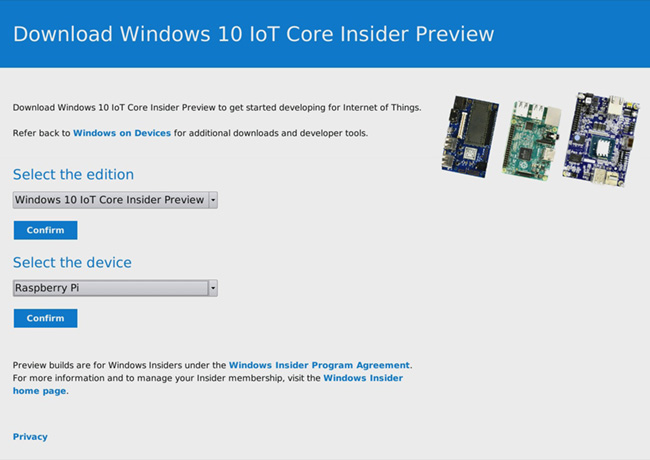 Download Windows 10 IoT Core Insider Preview
Download Windows 10 IoT Core Insider Preview to get started developing for Internet of Things.
Refer back to Windows on Devices for additional downloads and developer tools.
Select the edition
Windows 10 IoT Core Insider Preview
Confirm
Select the device
Raspberry Pi
Confirm
Preview builds are for Windows Insiders under the Windows Insider Program Agreement.
For more information and to manage your Insider membership, visit the Windows Insider
home page.
Privacy